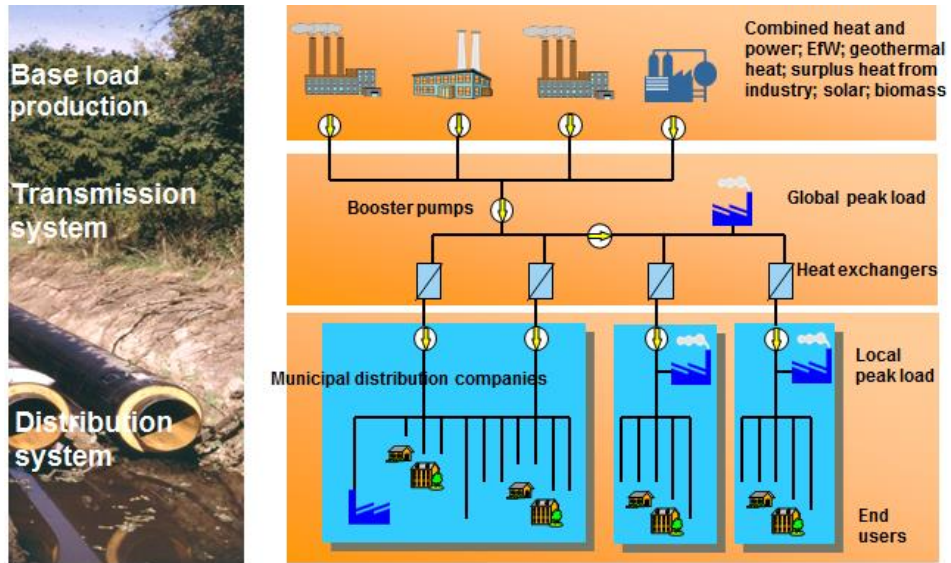 Base load
production
Transmission
system
Distribution
system
Combined heat and
power; EfW; geothermal
heat; surplus heat from
industry; solar; biomass
Booster pumps
Global peak load
Heat exchangers
Municipal distribution companies
Local
peak load
End
users